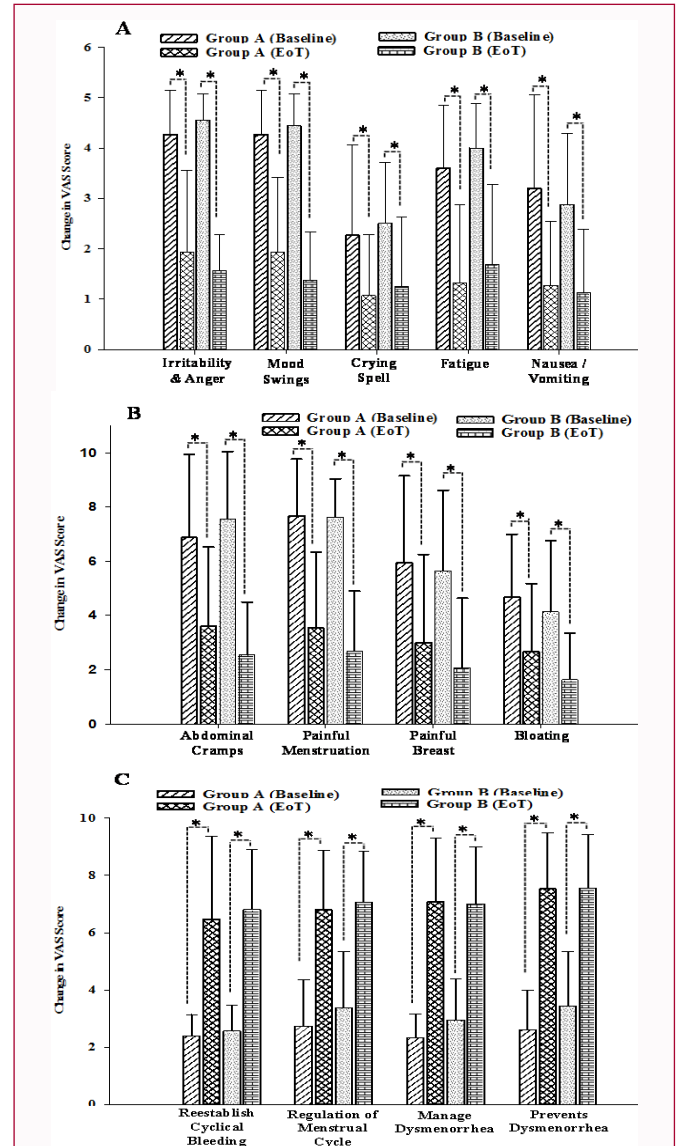 A
Group A (Baseline) Group B (Baseline)
Group A (EoT) Group B (EoT)
6
5
4
3
2
1
0
Change in VAS Score
* * * * * * * * * *
Irritability & Anger
Mood Swings
Crying Spell
Fatigue
Nausea / Vomiting
B
Group A (Baseline) Group B (Baseline)
Group A (EoT) Group B (EoT)
10
8
6
4
2
0
Change in VAS Score
* * * * * * * *
Abdominal Cramps
Painful Menstruation
Painful Breast
Bloating
C
Group A (Baseline) Group B (Baseline)
Group A (EoT) Group B (EoT)
10
8
6
4
2
0
Change in VAS Score
* * * * * * * *
Reestablish Cyclical Bleeding
Regulation of Menstrual Cycle
Manage Dysmenorrhea
Prevents Dysmenorrhea